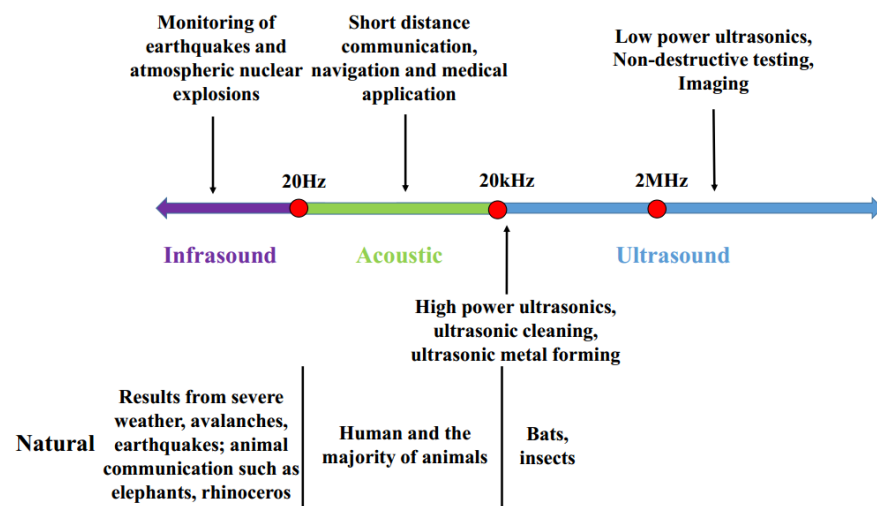 Monitoring of
earthquakes and
atmospheric nuclear
explosions
Short distance
communication,
navigation and medical
application
Low power ultrasonics,
Non-destructive testing,
Imaging
20Hz
20kHz
2MHz
Infrasound
Acoustic
Ultrasound
High power ultrasonics,
ultrasonic cleaning,
ultrasonic metal forming
Natural
Results from severe
weather, avalanches,
earthquakes; animal
communication such as
elephants, rhinoceros
Human and the
majority of animals
Bats,
insects